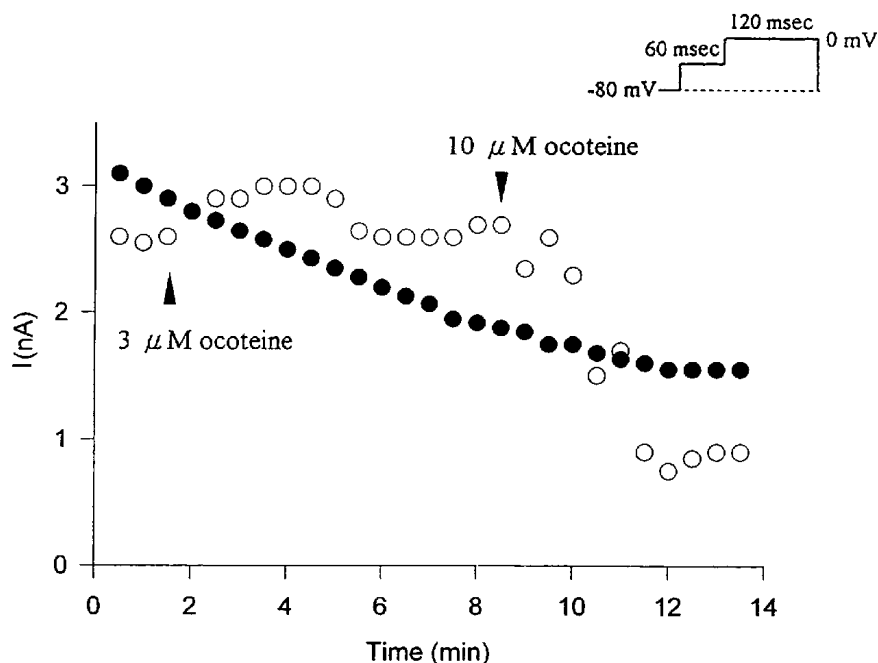 120 msec
60 msec
0 mV
-80 mV
10 μM ocoteine
3 μM ocoteine
I(nA)
3
2
1
0
0 2 4 6 8 10 12 14
Time (min)